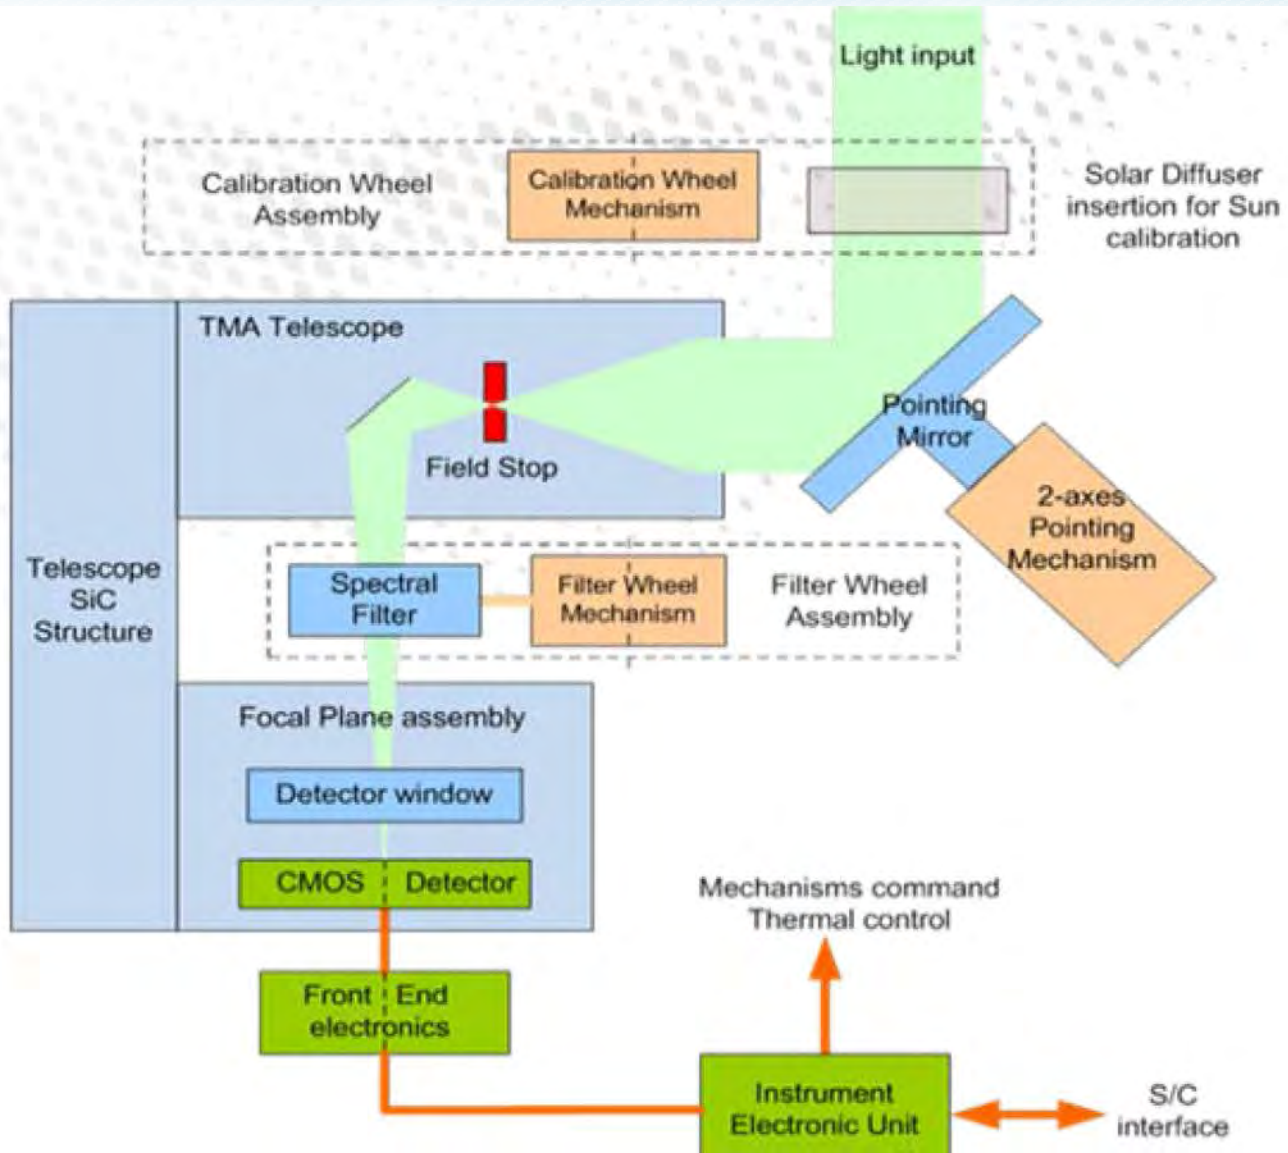 Light input
Calibration Wheel
Assembly
Calibration Wheel
Mechanism
Solar Diffuser
insertion for Sun
calibration
TMA Telescope
Field Stop
Pointing
Mirror
2-axes
Pointing
Mechanism
Telescope
SiC
Structure
Spectral
Filter
Filter Wheel
Mechanism
Filter Wheel
Assembly
Focal Plane assembly
Detector window
CMOS Detector
Front End
electronics
Mechanisms command
Thermal control
Instrument
Electronic Unit
S/C
interface